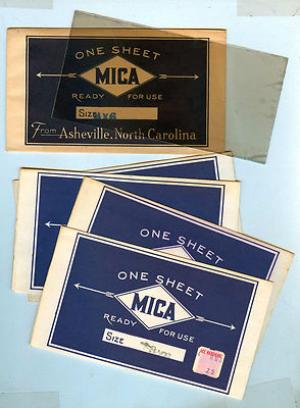 ONE SHEET
MICA
READY FOR USE
Size 4x6
From Asheville, North Carolina
ONE SHEET
ONE SHEET
MICA
READY FOR USE
Size